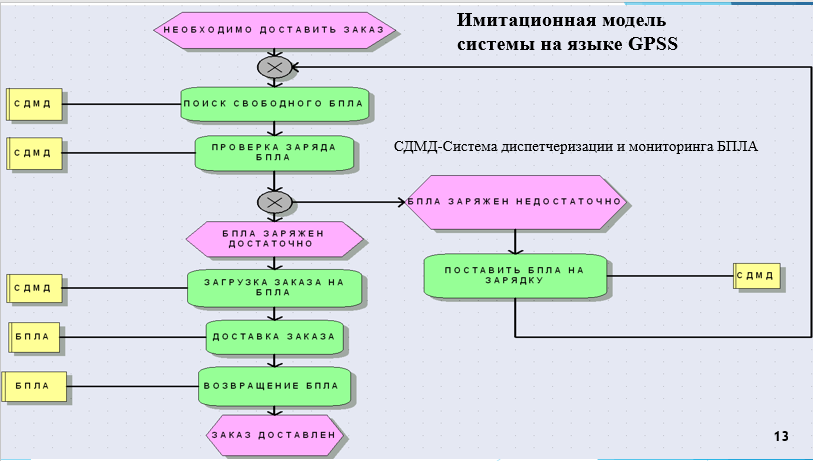 НЕОБХОДИМО ДОСТАВИТЬ ЗАКАЗ
Имитационная модель
системы на языке GPSS
СДМД
ПОИСК СВОБОДНОГО БПЛА
СДМД
ПРОВЕРКА ЗАРЯДА
БПЛА
СДМД-Система диспетчеризации и мониторинга БПЛА
БПЛА ЗАРЯЖЕН НЕДОСТАТОЧНО
БПЛА ЗАРЯЖЕН
ДОСТАТОЧНО
ПОСТАВИТЬ БПЛА НА
ЗАРЯДКУ
СДМД
СДМД
ЗАГРУЗКА ЗАКАЗА НА
БПЛА
БПЛА
ДОСТАВКА ЗАКАЗА
БПЛА
ВОЗВРАЩЕНИЕ БПЛА
ЗАКАЗ ДОСТАВЛЕН
13